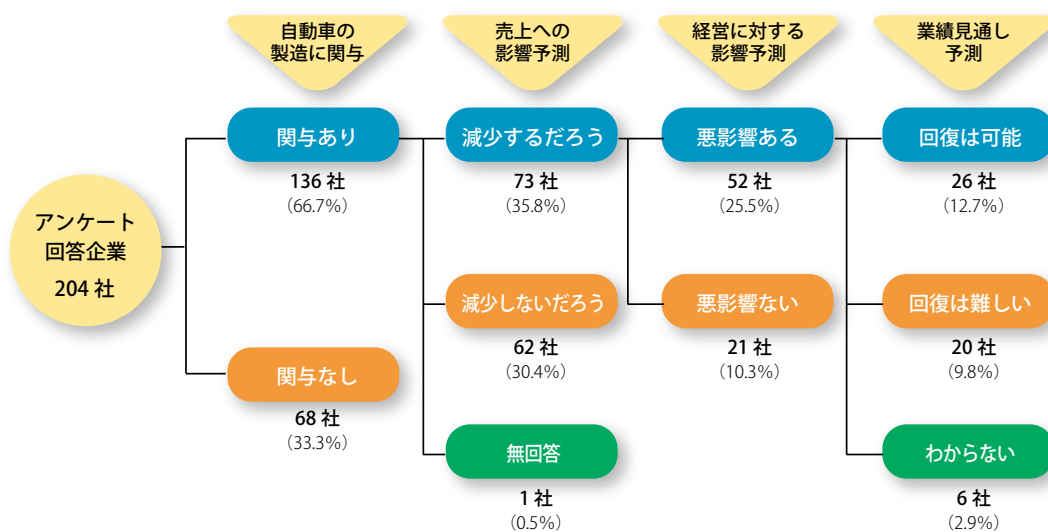 自動車の
製造に関与
売上への
影響予測
経営に対する
影響予測
業績見通し
予測
アンケート
回答企業
204 社
関与あり
136 社
(66.7%)
関与なし
68 社
(33.3%)
減少するだろう
73 社
(35.8%)
減少しないだろう
62 社
(30.4%)
無回答
1 社
(0.5%)
悪影響ある
52 社
(25.5%)
悪影響ない
21 社
(10.3%)
回復は可能
26 社
(12.7%)
回復は難しい
20 社
(9.8%)
わからない
6 社
(2.9%)